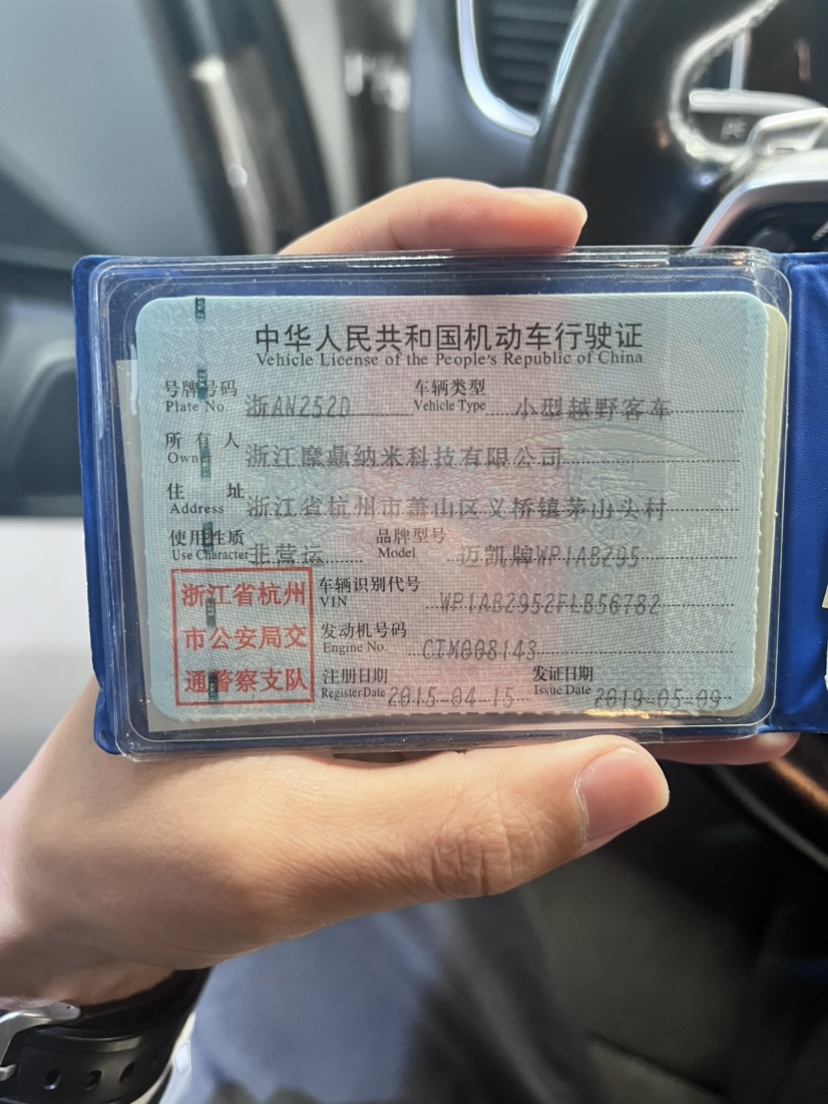 中华人民共和国机动车行驶证
Vehicle License of the People's Republic of China
号牌号码 浙AN252D 车辆类型 小型越野客车
Plate No. Vehicle Type
所有人 浙江摩鼎纳米科技有限公司
Owner
住址 浙江省杭州市萧山区义桥镇茅山头村
Address
使用性质 非营运 品牌型号 迈凯牌WP1AB295
Use Character Model
浙江省杭州
市公安局交
通警察支队
车辆识别代号 WP1AB2952FLB56782
VIN
发动机号码 CTM008143
Engine No.
注册日期 2015-04-15 发证日期 2019-05-09
Register Date Issue Date